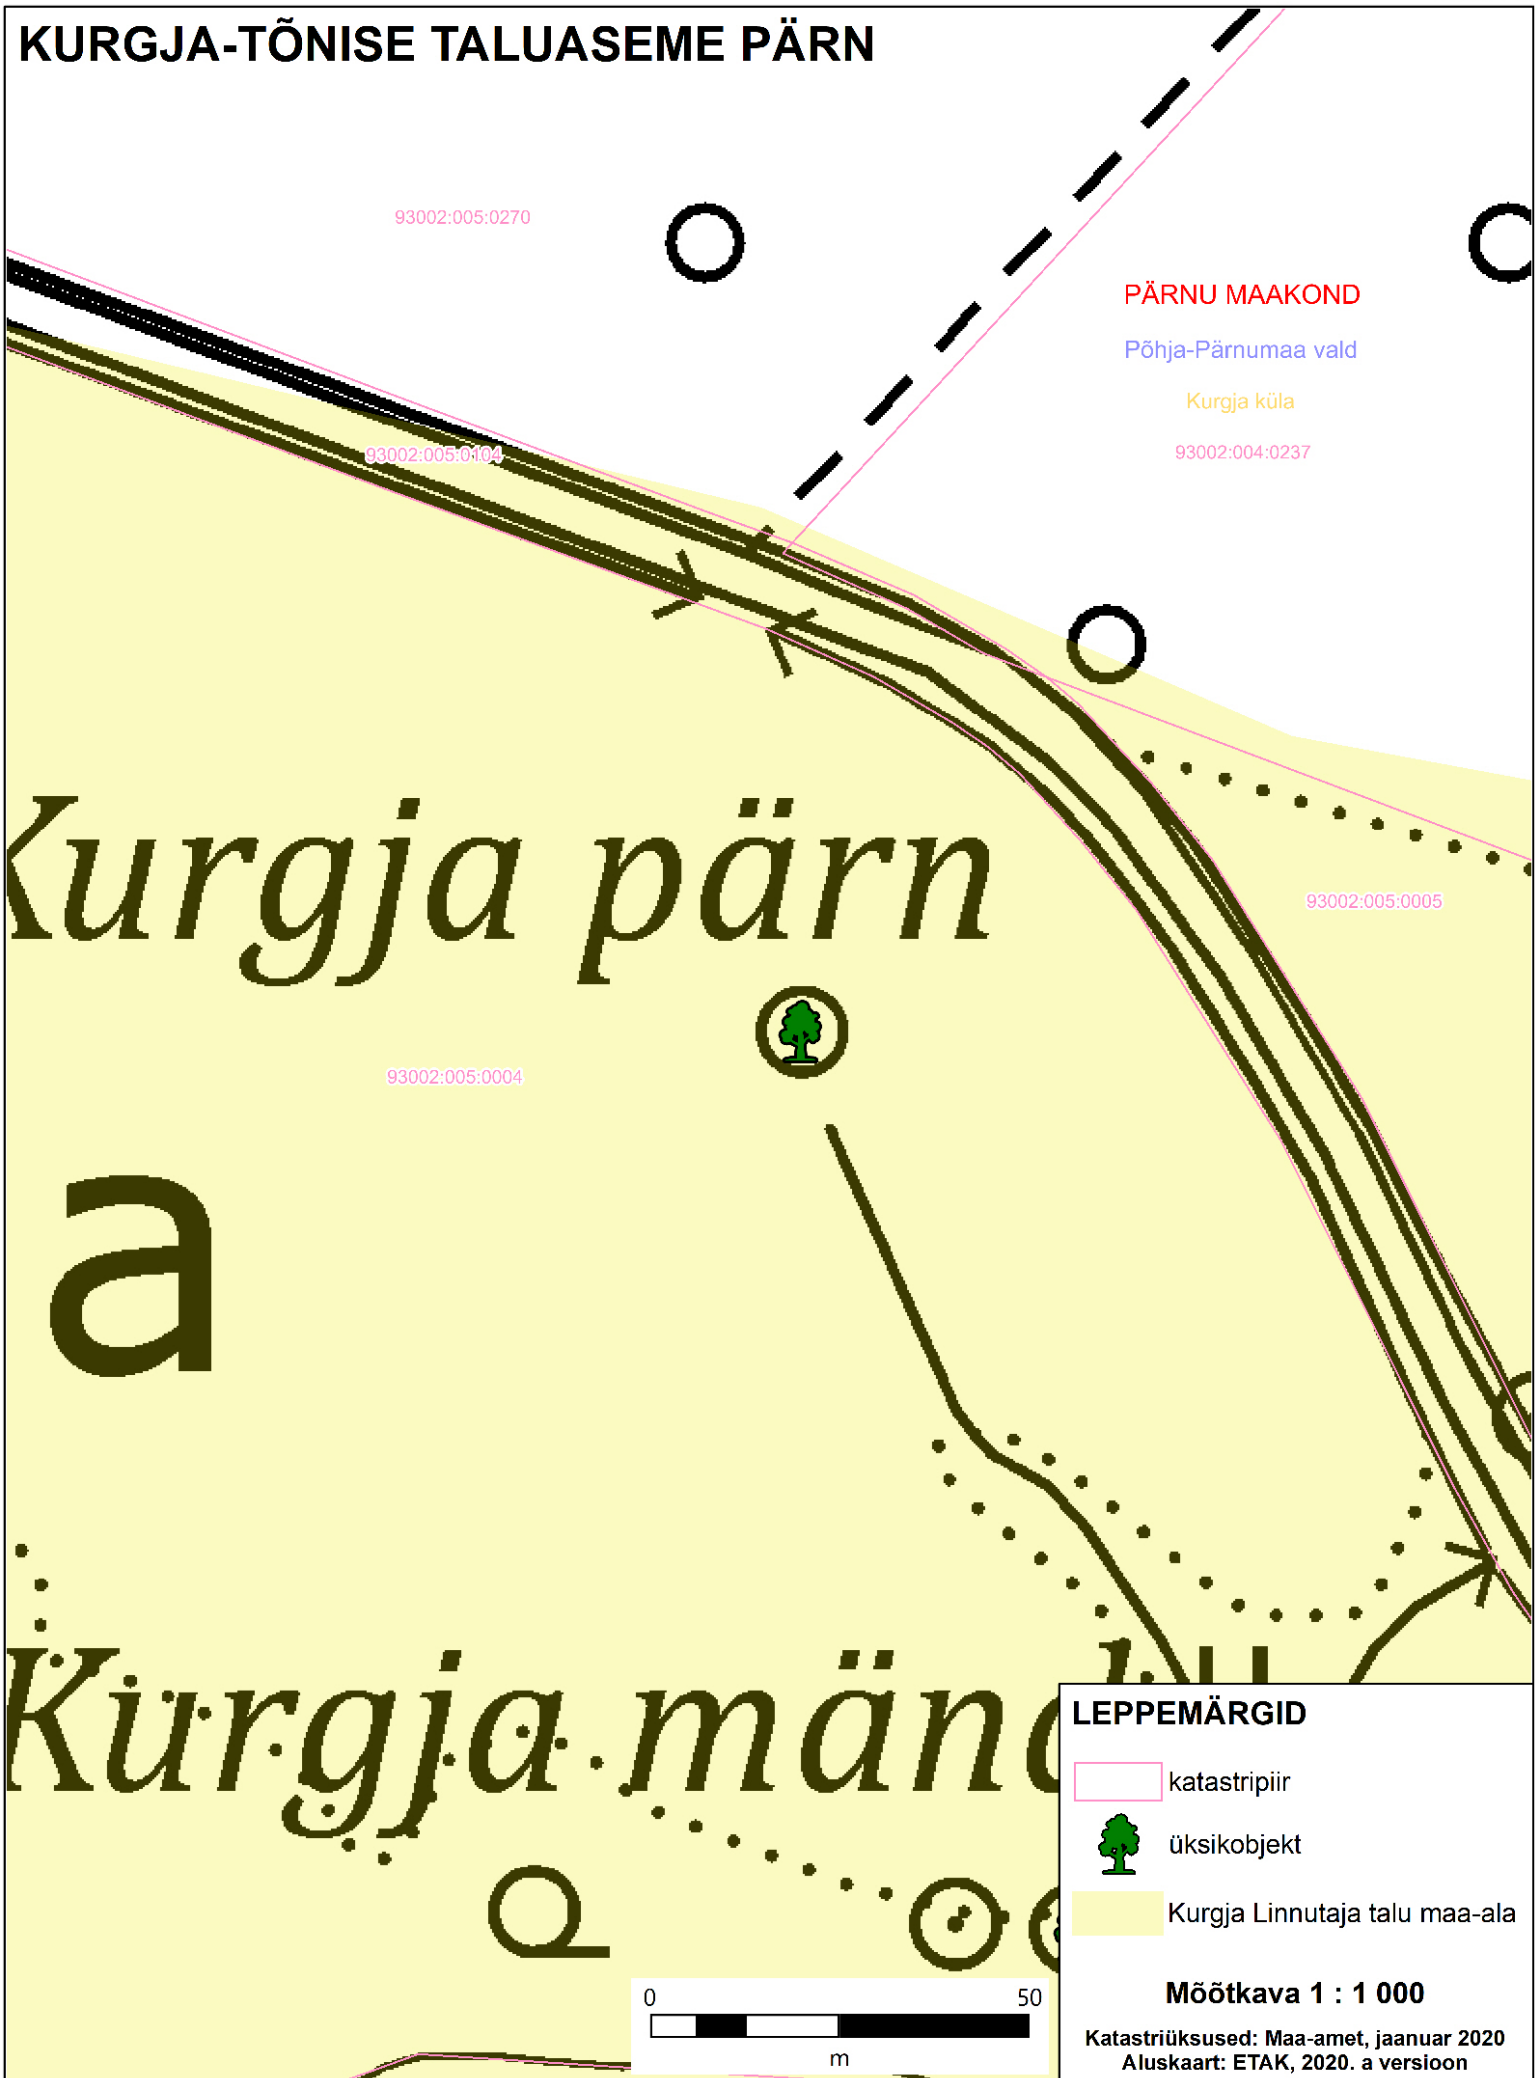 KURGJA-TÕNISE TALUASEME PÄRN
93002:005:0270
PÄRNU MAAKOND
Põhja-Pärnumaa vald
Kurgja küla
93002:004:0237
93002:005:0104
Kurgja pärn
93002:005:0005
93002:005:0004
a
Kurgja
LEPPEMÄRGID
katastripiir
üksikobjekt
Kurgja Linnutaja talu maa-ala
0 50
m
Mõõtkava 1 : 1 000
Katastriüksused: Maa-amet, jaanuar 2020
Aluskaart: ETAK, 2020. a versioon